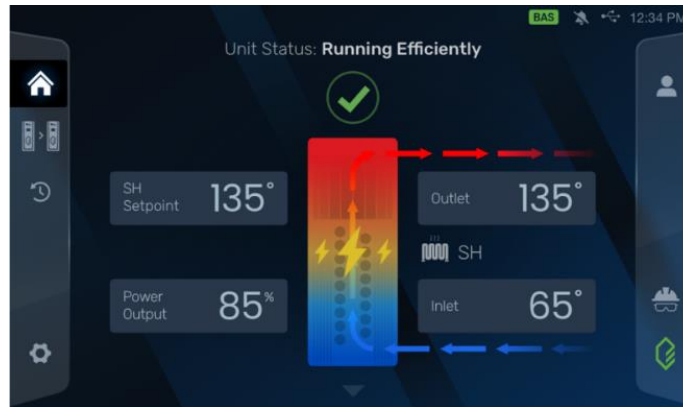 BAS 12:34 PM
Unit Status: Running Efficiently
SH
Setpoint
135°
Outlet
135°
SH
Power
Output
85%
Inlet
65°